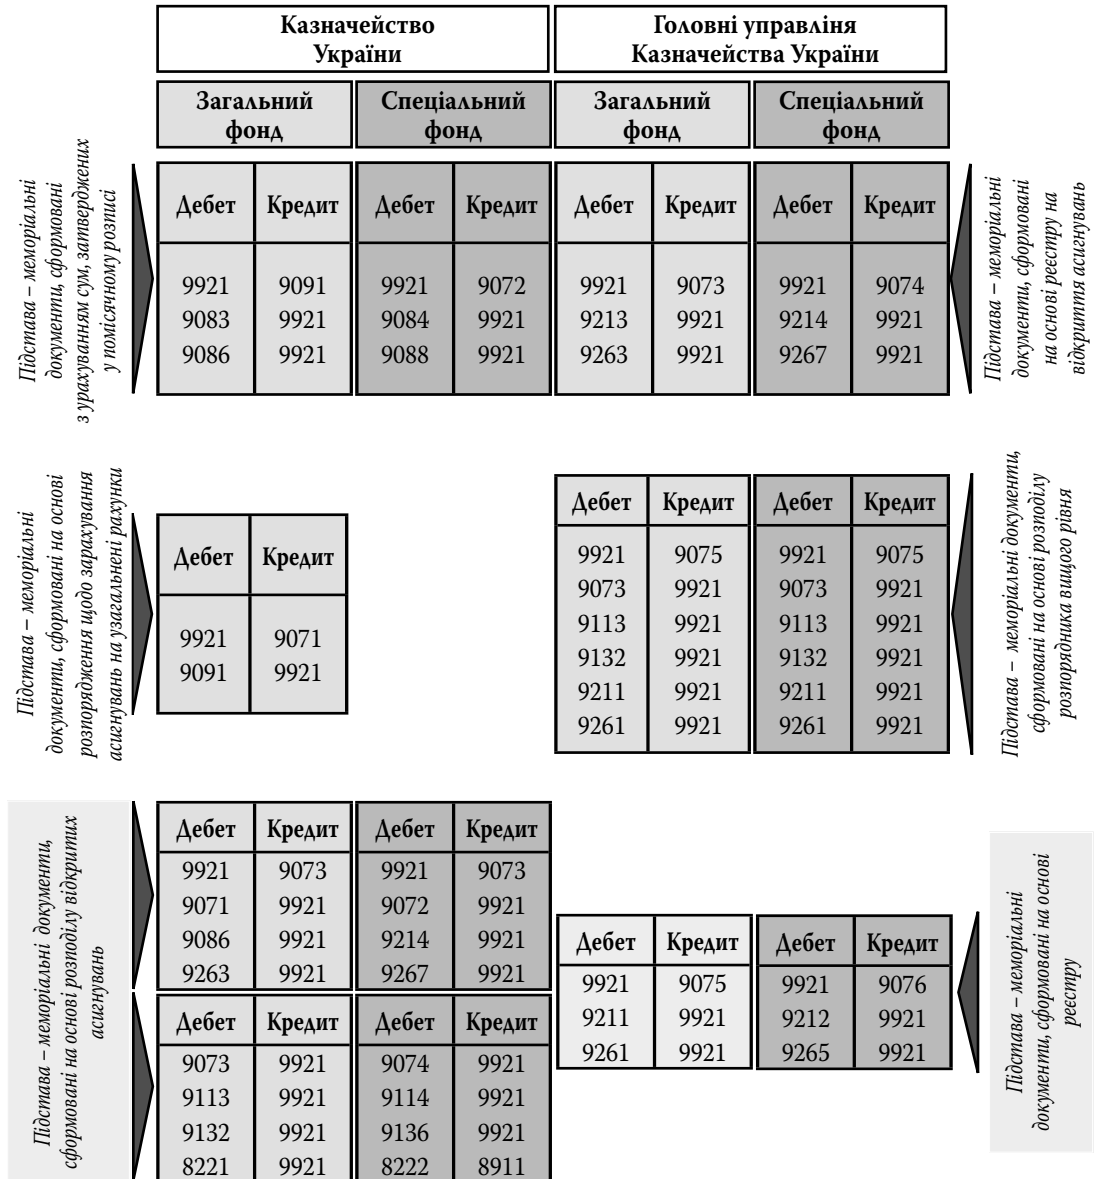 Казначейство
України
Головні управліня
Казначейства України
Загальний
фонд
Спеціальний
фонд
Загальний
фонд
Спеціальний
фонд
Підстава – меморіальні
документи, сформовані
з урахуванням сум, затверджених
у помісячному розписі
Дебет Кредит Дебет Кредит Дебет Кредит Дебет Кредит
9921 9091 9921 9072 9921 9073 9921 9074
9083 9921 9084 9921 9213 9921 9214 9921
9086 9921 9088 9921 9263 9921 9267 9921
Підстава – меморіальні
документи, сформовані
на основі реєстру на
відкриття асигнувань
Підстава – меморіальні
документи, сформовані на основі
розпорядження щодо зарахування
асигнувань на узагальнені рахунки
Дебет Кредит
9921 9071
9091 9921
Дебет Кредит Дебет Кредит
9921 9075 9921 9075
9073 9921 9073 9921
9113 9921 9113 9921
9132 9921 9132 9921
9211 9921 9211 9921
9261 9921 9261 9921
Підстава – меморіальні документи,
сформовані на основі розподілу
розпорядника вищого рівня
Підстава – меморіальні документи,
сформовані на основі розподілу відкритих
асигнувань
Дебет Кредит Дебет Кредит
9921 9073 9921 9073
9071 9921 9072 9921
9086 9921 9214 9921
9263 9921 9267 9921
Дебет Кредит Дебет Кредит
9073 9921 9074 9921
9113 9921 9114 9921
9132 9921 9136 9921
8221 9921 8222 8911
Дебет Кредит Дебет Кредит
9921 9075 9921 9076
9211 9921 9212 9921
9261 9921 9265 9921
Підстава – меморіальні
документи, сформовані на основі
реєстру